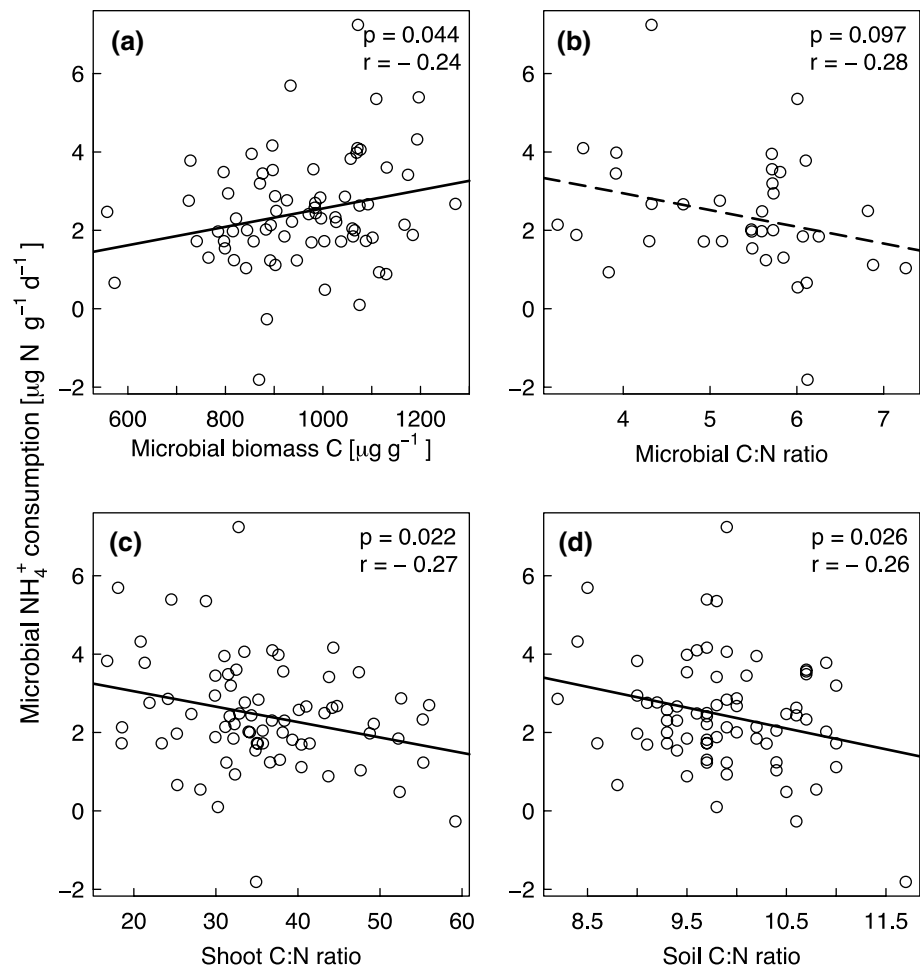 Microbial NH₄⁺ consumption [µg N g⁻¹ d⁻¹]
(a)
p = 0.044
r = − 0.24
6
4
2
0
−2
600 800 1000 1200
Microbial biomass C [µg g⁻¹]
(b)
p = 0.097
r = − 0.28
6
4
2
0
−2
4 5 6 7
Microbial C:N ratio
(c)
p = 0.022
r = − 0.27
6
4
2
0
−2
20 30 40 50 60
Shoot C:N ratio
(d)
p = 0.026
r = − 0.26
6
4
2
0
−2
8.5 9.5 10.5 11.5
Soil C:N ratio